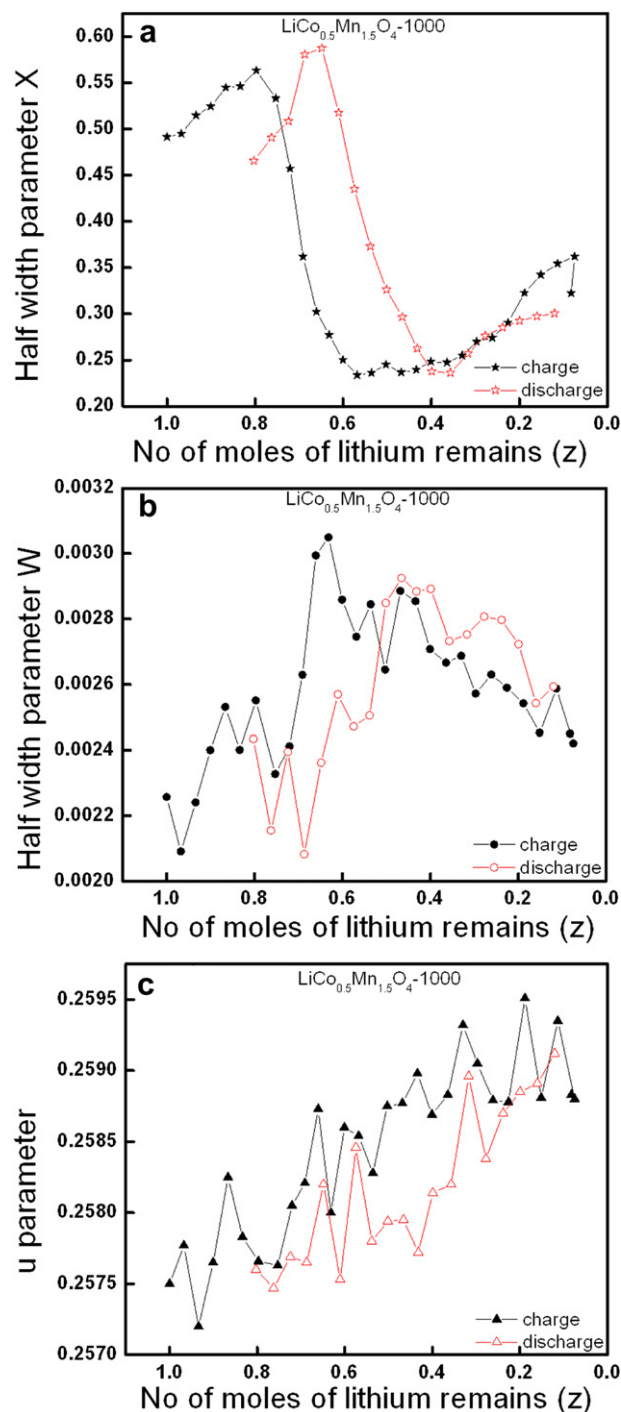 a
LiCo0.5Mn1.5O4-1000
Half width parameter X
0.60
0.55
0.50
0.45
0.40
0.35
0.30
0.25
0.20
charge
discharge
1.0 0.8 0.6 0.4 0.2 0.0
No of moles of lithium remains (z)
b
LiCo0.5Mn1.5O4-1000
Half width parameter W
0.0032
0.0030
0.0028
0.0026
0.0024
0.0022
0.0020
charge
discharge
1.0 0.8 0.6 0.4 0.2 0.0
No of moles of lithium remains (z)
c
LiCo0.5Mn1.5O4-1000
u parameter
0.2595
0.2590
0.2585
0.2580
0.2575
0.2570
charge
discharge
1.0 0.8 0.6 0.4 0.2 0.0
No of moles of lithium remains (z)